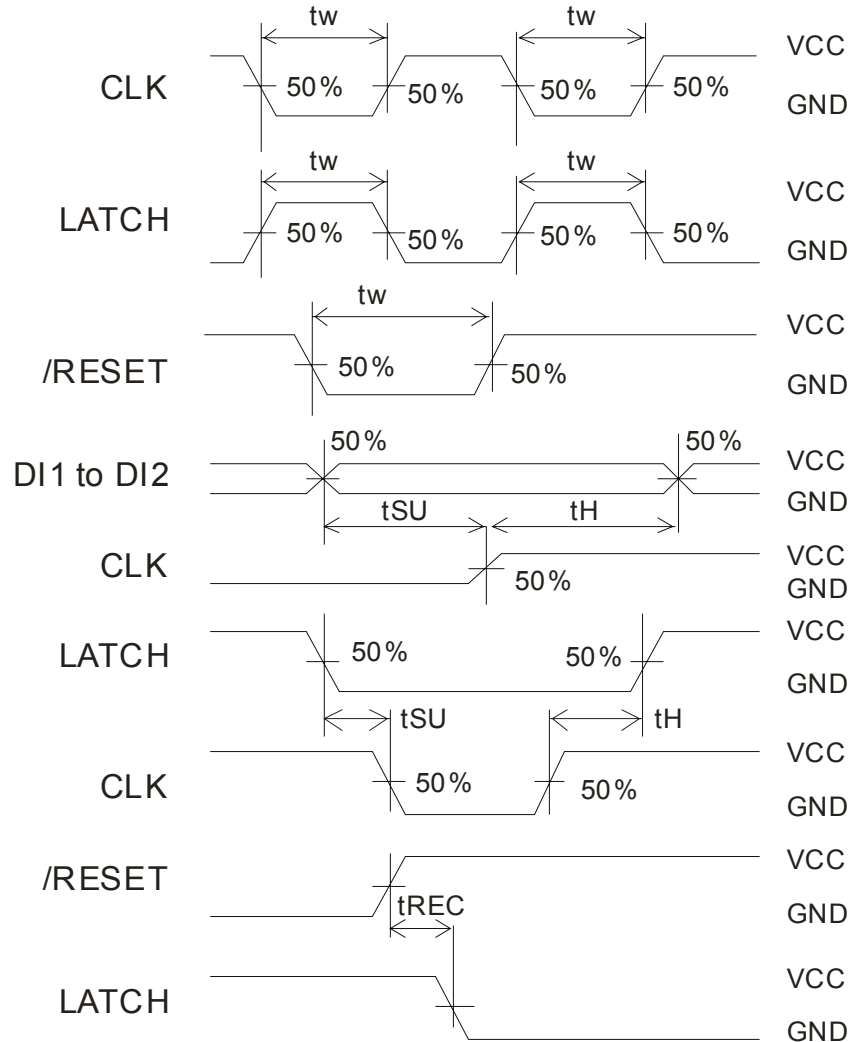 tw tw
VCC
CLK 50% 50% 50% 50%
GND
tw tw
VCC
LATCH 50% 50% 50% 50%
GND
tw
VCC
/RESET 50% 50%
GND
50% 50%
DI1 to DI2 VCC
GND
tSU tH
CLK VCC
50% GND
VCC
LATCH 50% 50%
GND
tSU tH
VCC
CLK 50% 50%
GND
VCC
/RESET
tREC GND
VCC
LATCH
GND